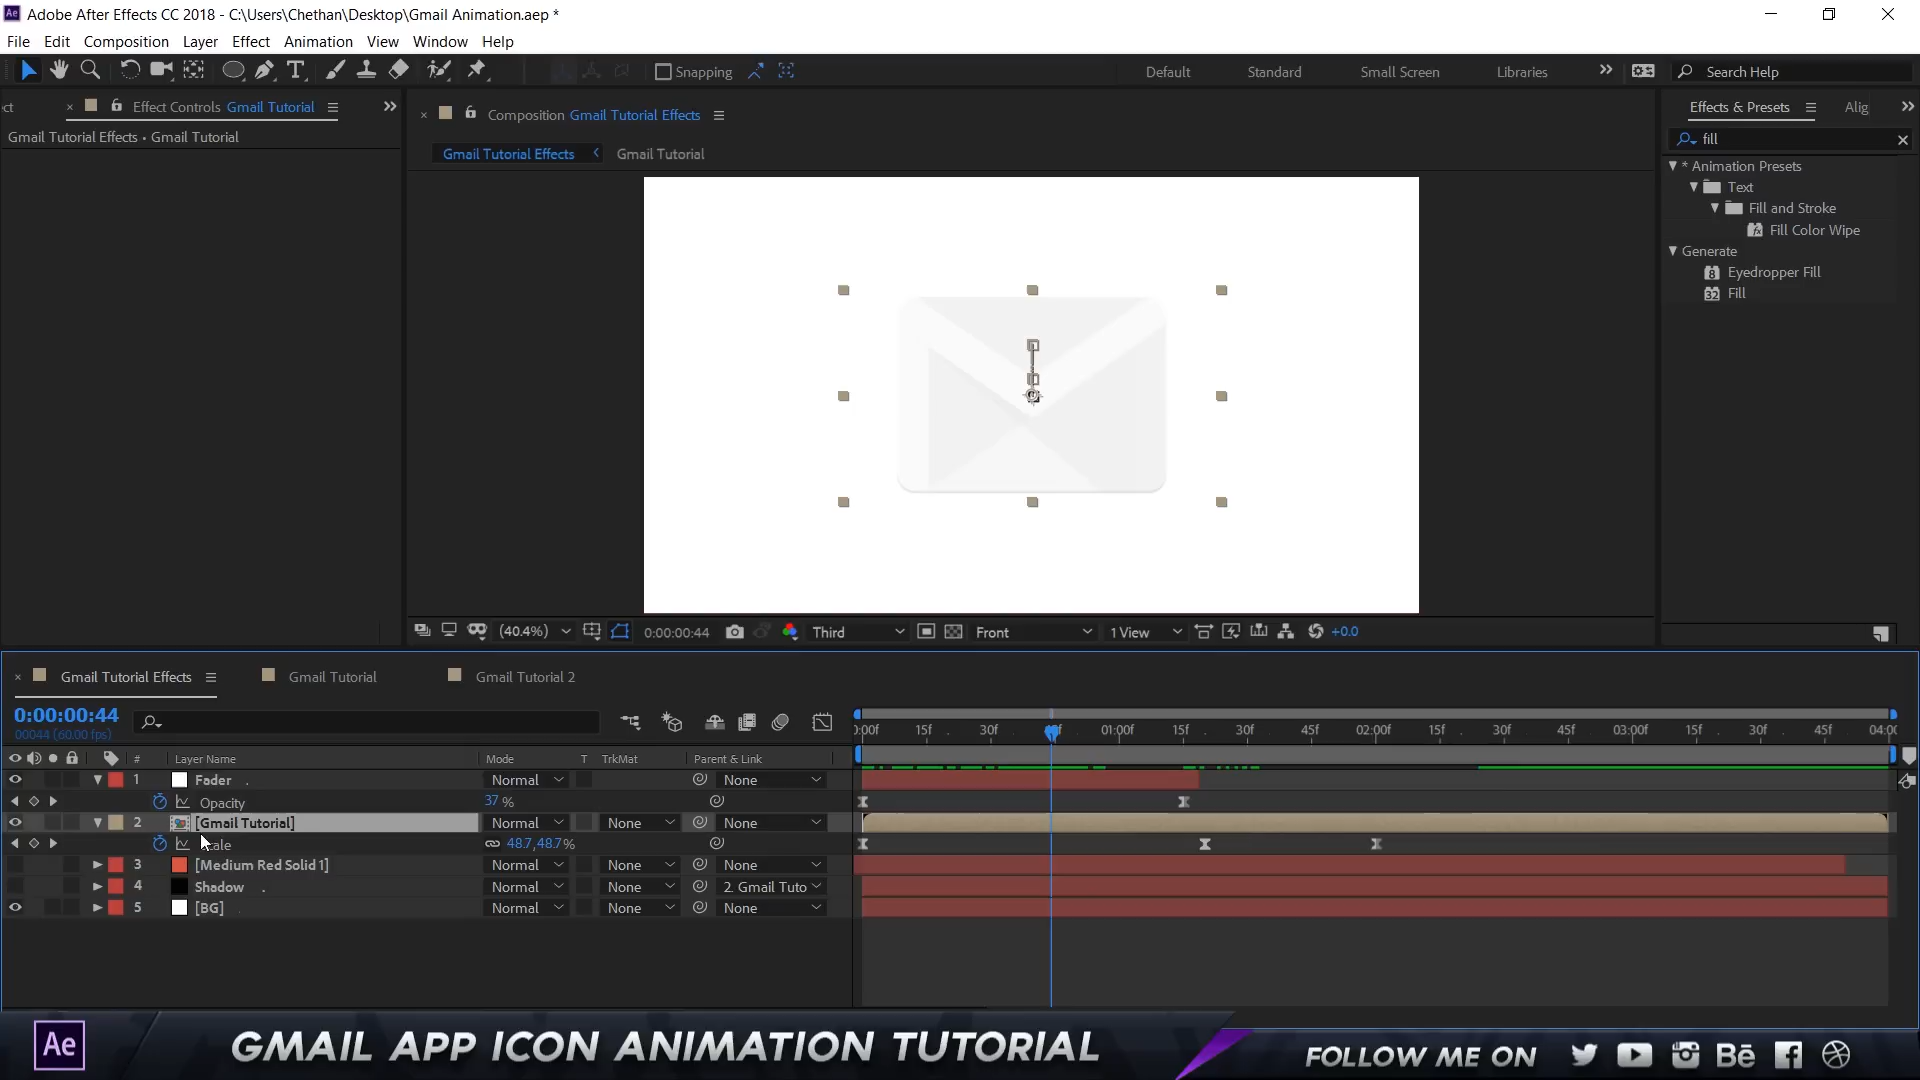 Adobe After Effects CC 2018 - C:\Users\Chethan\Desktop\Gmail Animation.aep *
File Edit Composition Layer Effect Animation View Window Help
Snapping Default Standard Small Screen Libraries Search Help
ct Effect Controls Gmail Tutorial
Gmail Tutorial Effects • Gmail Tutorial
Composition Gmail Tutorial Effects
Gmail Tutorial Effects Gmail Tutorial
Effects & Presets Alig
fill
* Animation Presets
Text
Fill and Stroke
Fill Color Wipe
Generate
Eyedropper Fill
Fill
(40.4%) 0:00:00:44 Third Front 1 View +0.0
Gmail Tutorial Effects Gmail Tutorial Gmail Tutorial 2
0:00:00:44
00044 (60.00 fps)
:00f 15f 30f 01:00f 15f 30f 45f 02:00f 15f 30f 45f 03:00f 15f 30f 45f 04:00
# Layer Name Mode T TrkMat Parent & Link
1 Fader Normal None
Opacity 37 %
2 [Gmail Tutorial] Normal None None
cale 48.7,48.7%
3 [Medium Red Solid 1] Normal None None
4 Shadow Normal None 2. Gmail Tuto
5 [BG] Normal None None
Ae GMAIL APP ICON ANIMATION TUTORIAL FOLLOW ME ON Bē